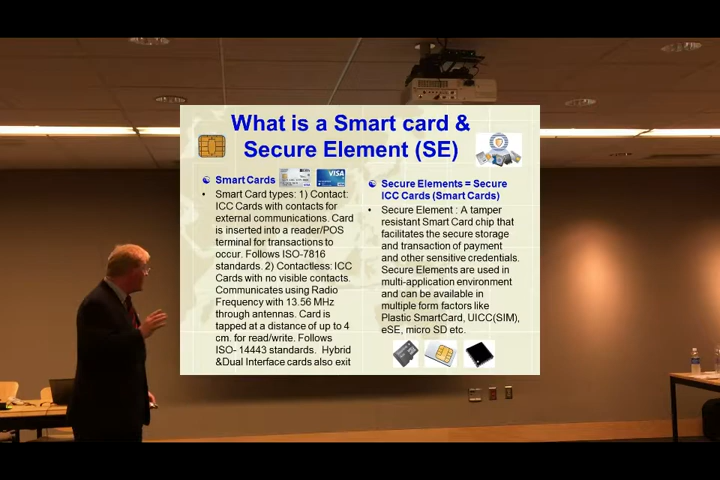 What is a Smart card &
Secure Element (SE)
Smart Cards
VISA
• Smart Card types: 1) Contact:
ICC Cards with contacts for
external communications. Card
is inserted into a reader/POS
terminal for transactions to
occur. Follows ISO-7816
standards. 2) Contactless: ICC
Cards with no visible contacts.
Communicates using Radio
Frequency with 13.56 MHz
through antennas. Card is
tapped at a distance of up to 4
cm. for read/write. Follows
ISO- 14443 standards. Hybrid
&Dual Interface cards also exit
Secure Elements = Secure
ICC Cards (Smart Cards)
• Secure Element : A tamper
resistant Smart Card chip that
facilitates the secure storage
and transaction of payment
and other sensitive credentials.
Secure Elements are used in
multi-application environment
and can be available in
multiple form factors like
Plastic SmartCard, UICC(SIM),
eSE, micro SD etc.